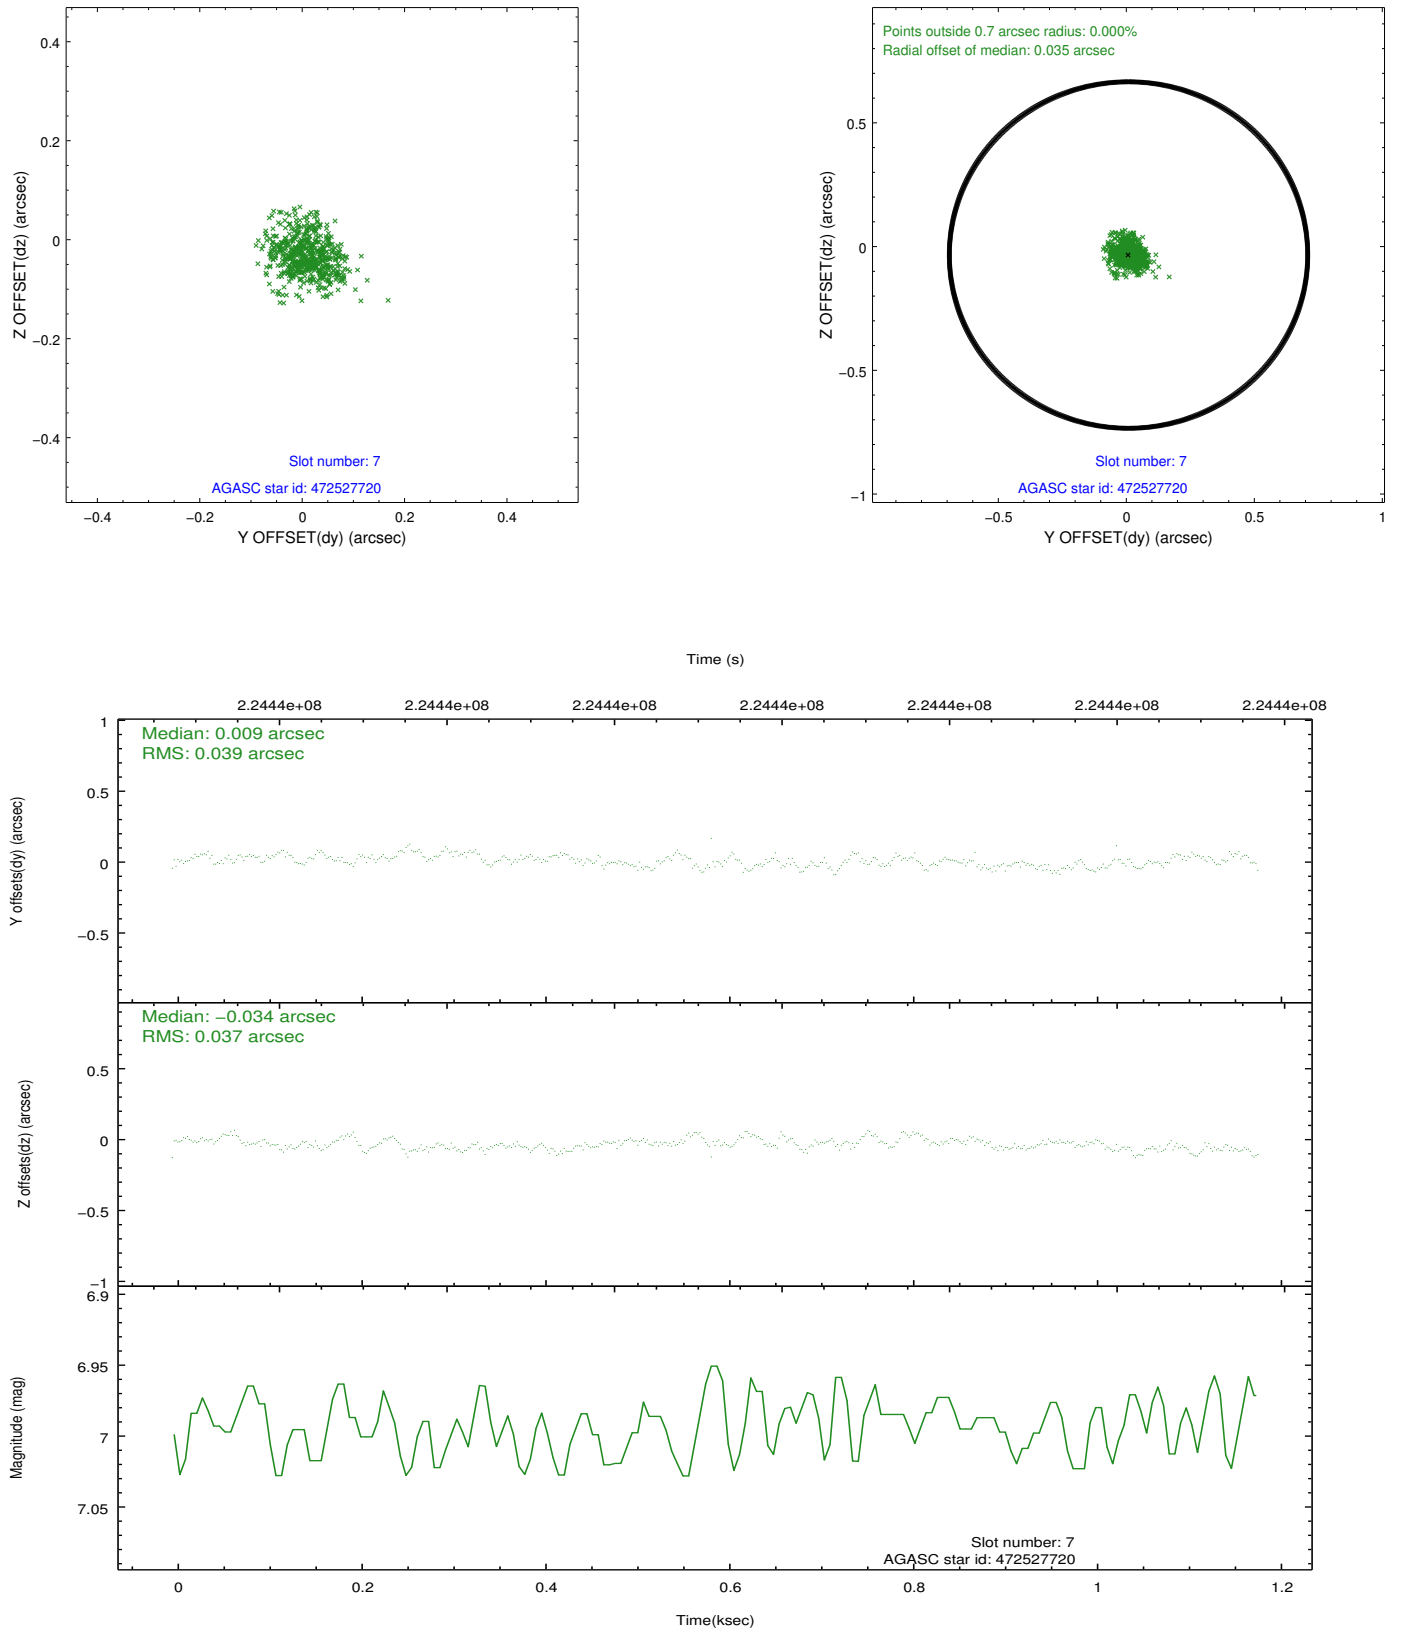 0.4
0.2
0
−0.2
−0.4
Z OFFSET(dz) (arcsec)
Slot number: 7
AGASC star id: 472527720
−0.4 −0.2 0 0.2 0.4
Y OFFSET(dy) (arcsec)
Points outside 0.7 arcsec radius: 0.000%
Radial offset of median: 0.035 arcsec
0.5
0
−0.5
−1
Z OFFSET(dz) (arcsec)
Slot number: 7
AGASC star id: 472527720
−0.5 0 0.5 1
Y OFFSET(dy) (arcsec)
Time (s)
2.2444e+08 2.2444e+08 2.2444e+08 2.2444e+08 2.2444e+08 2.2444e+08 2.2444e+08
Median: 0.009 arcsec
RMS: 0.039 arcsec
1
0.5
0
−0.5
Y offsets(dy) (arcsec)
Median: −0.034 arcsec
RMS: 0.037 arcsec
0.5
0
−0.5
−1
Z offsets(dz) (arcsec)
6.9
6.95
7
7.05
Magnitude (mag)
Slot number: 7
AGASC star id: 472527720
0 0.2 0.4 0.6 0.8 1 1.2
Time(ksec)